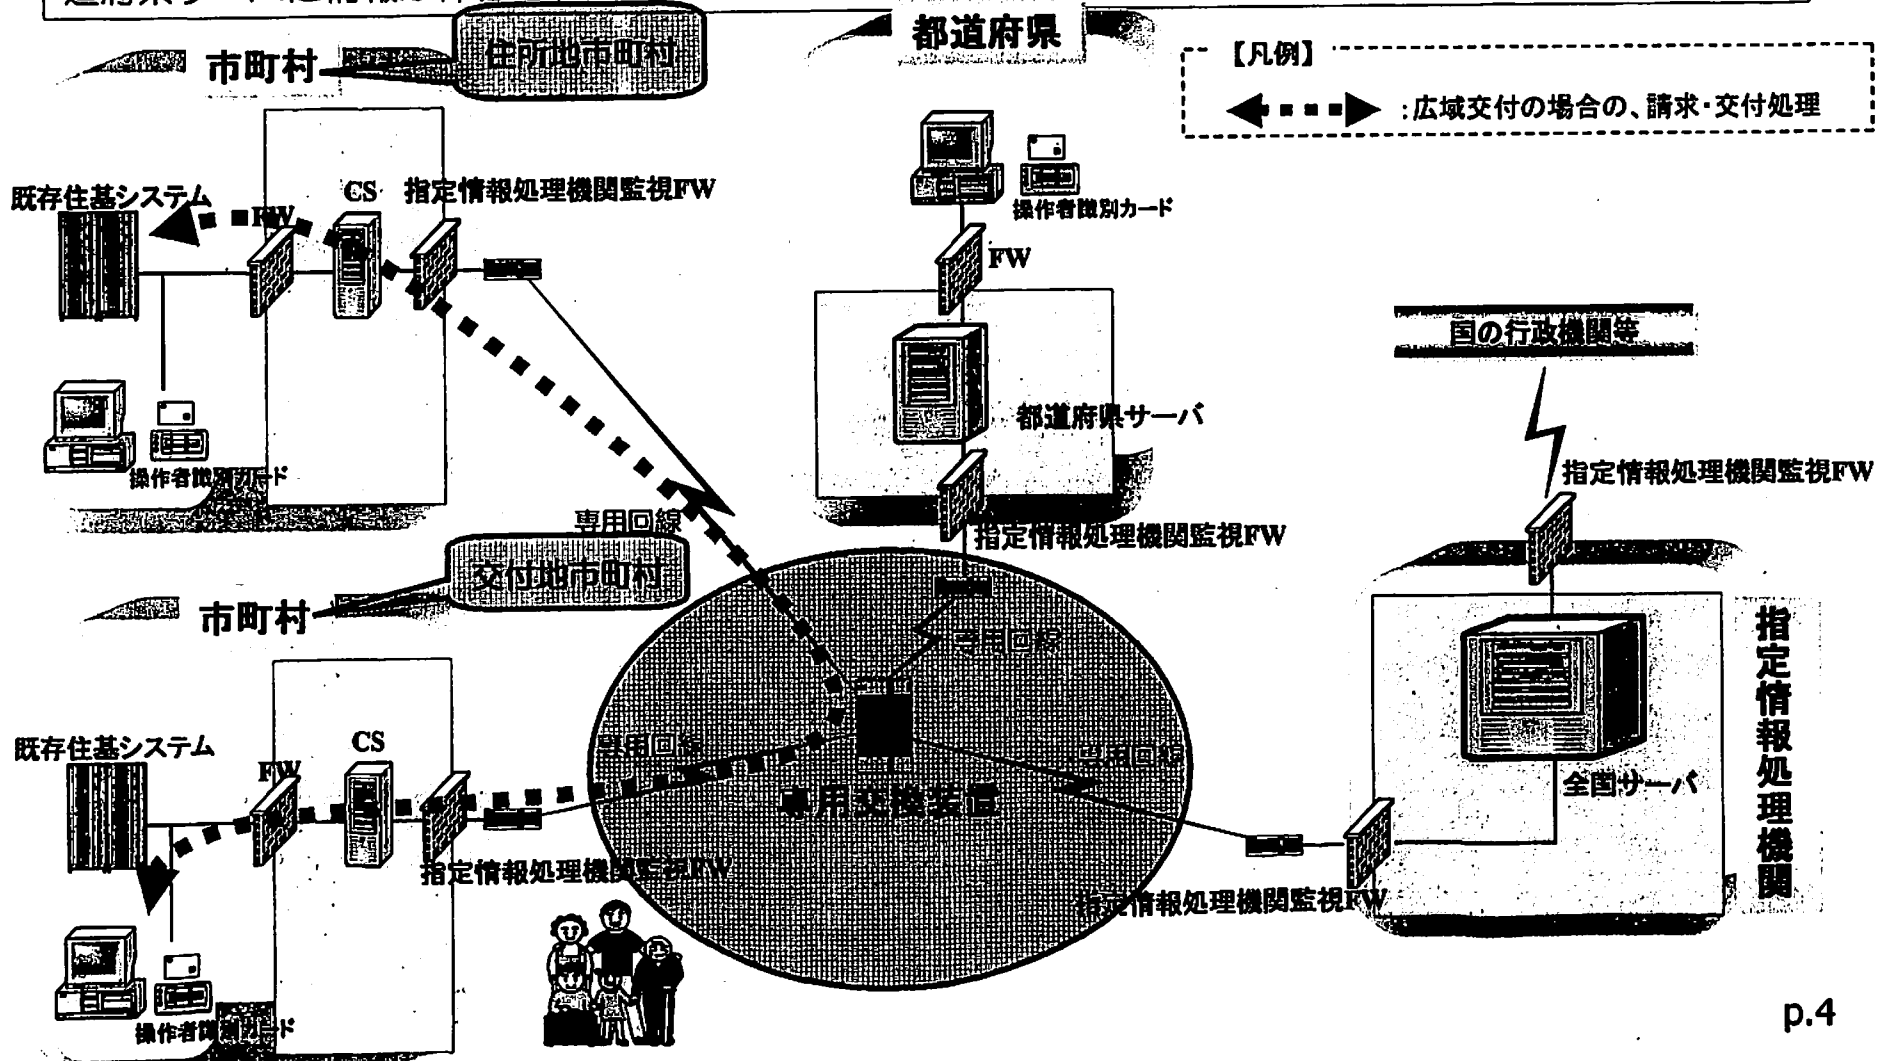 住所地市町村
市町村
都道府県
【凡例】
:広域交付の場合の、請求・交付処理
既存住基システム
FW
CS
指定情報処理機関監視FW
操作者識別カード
操作者識別カード
FW
都道府県サーバ
国の行政機関等
指定情報処理機関監視FW
専用回線
指定情報処理機関監視FW
交付地市町村
市町村
専用回線
指定情報処理機関
既存住基システム
FW
CS
専用回線
専用回線
全国サーバ
専用交換装置
指定情報処理機関監視FW
指定情報処理機関監視FW
操作者識別カード
p.4